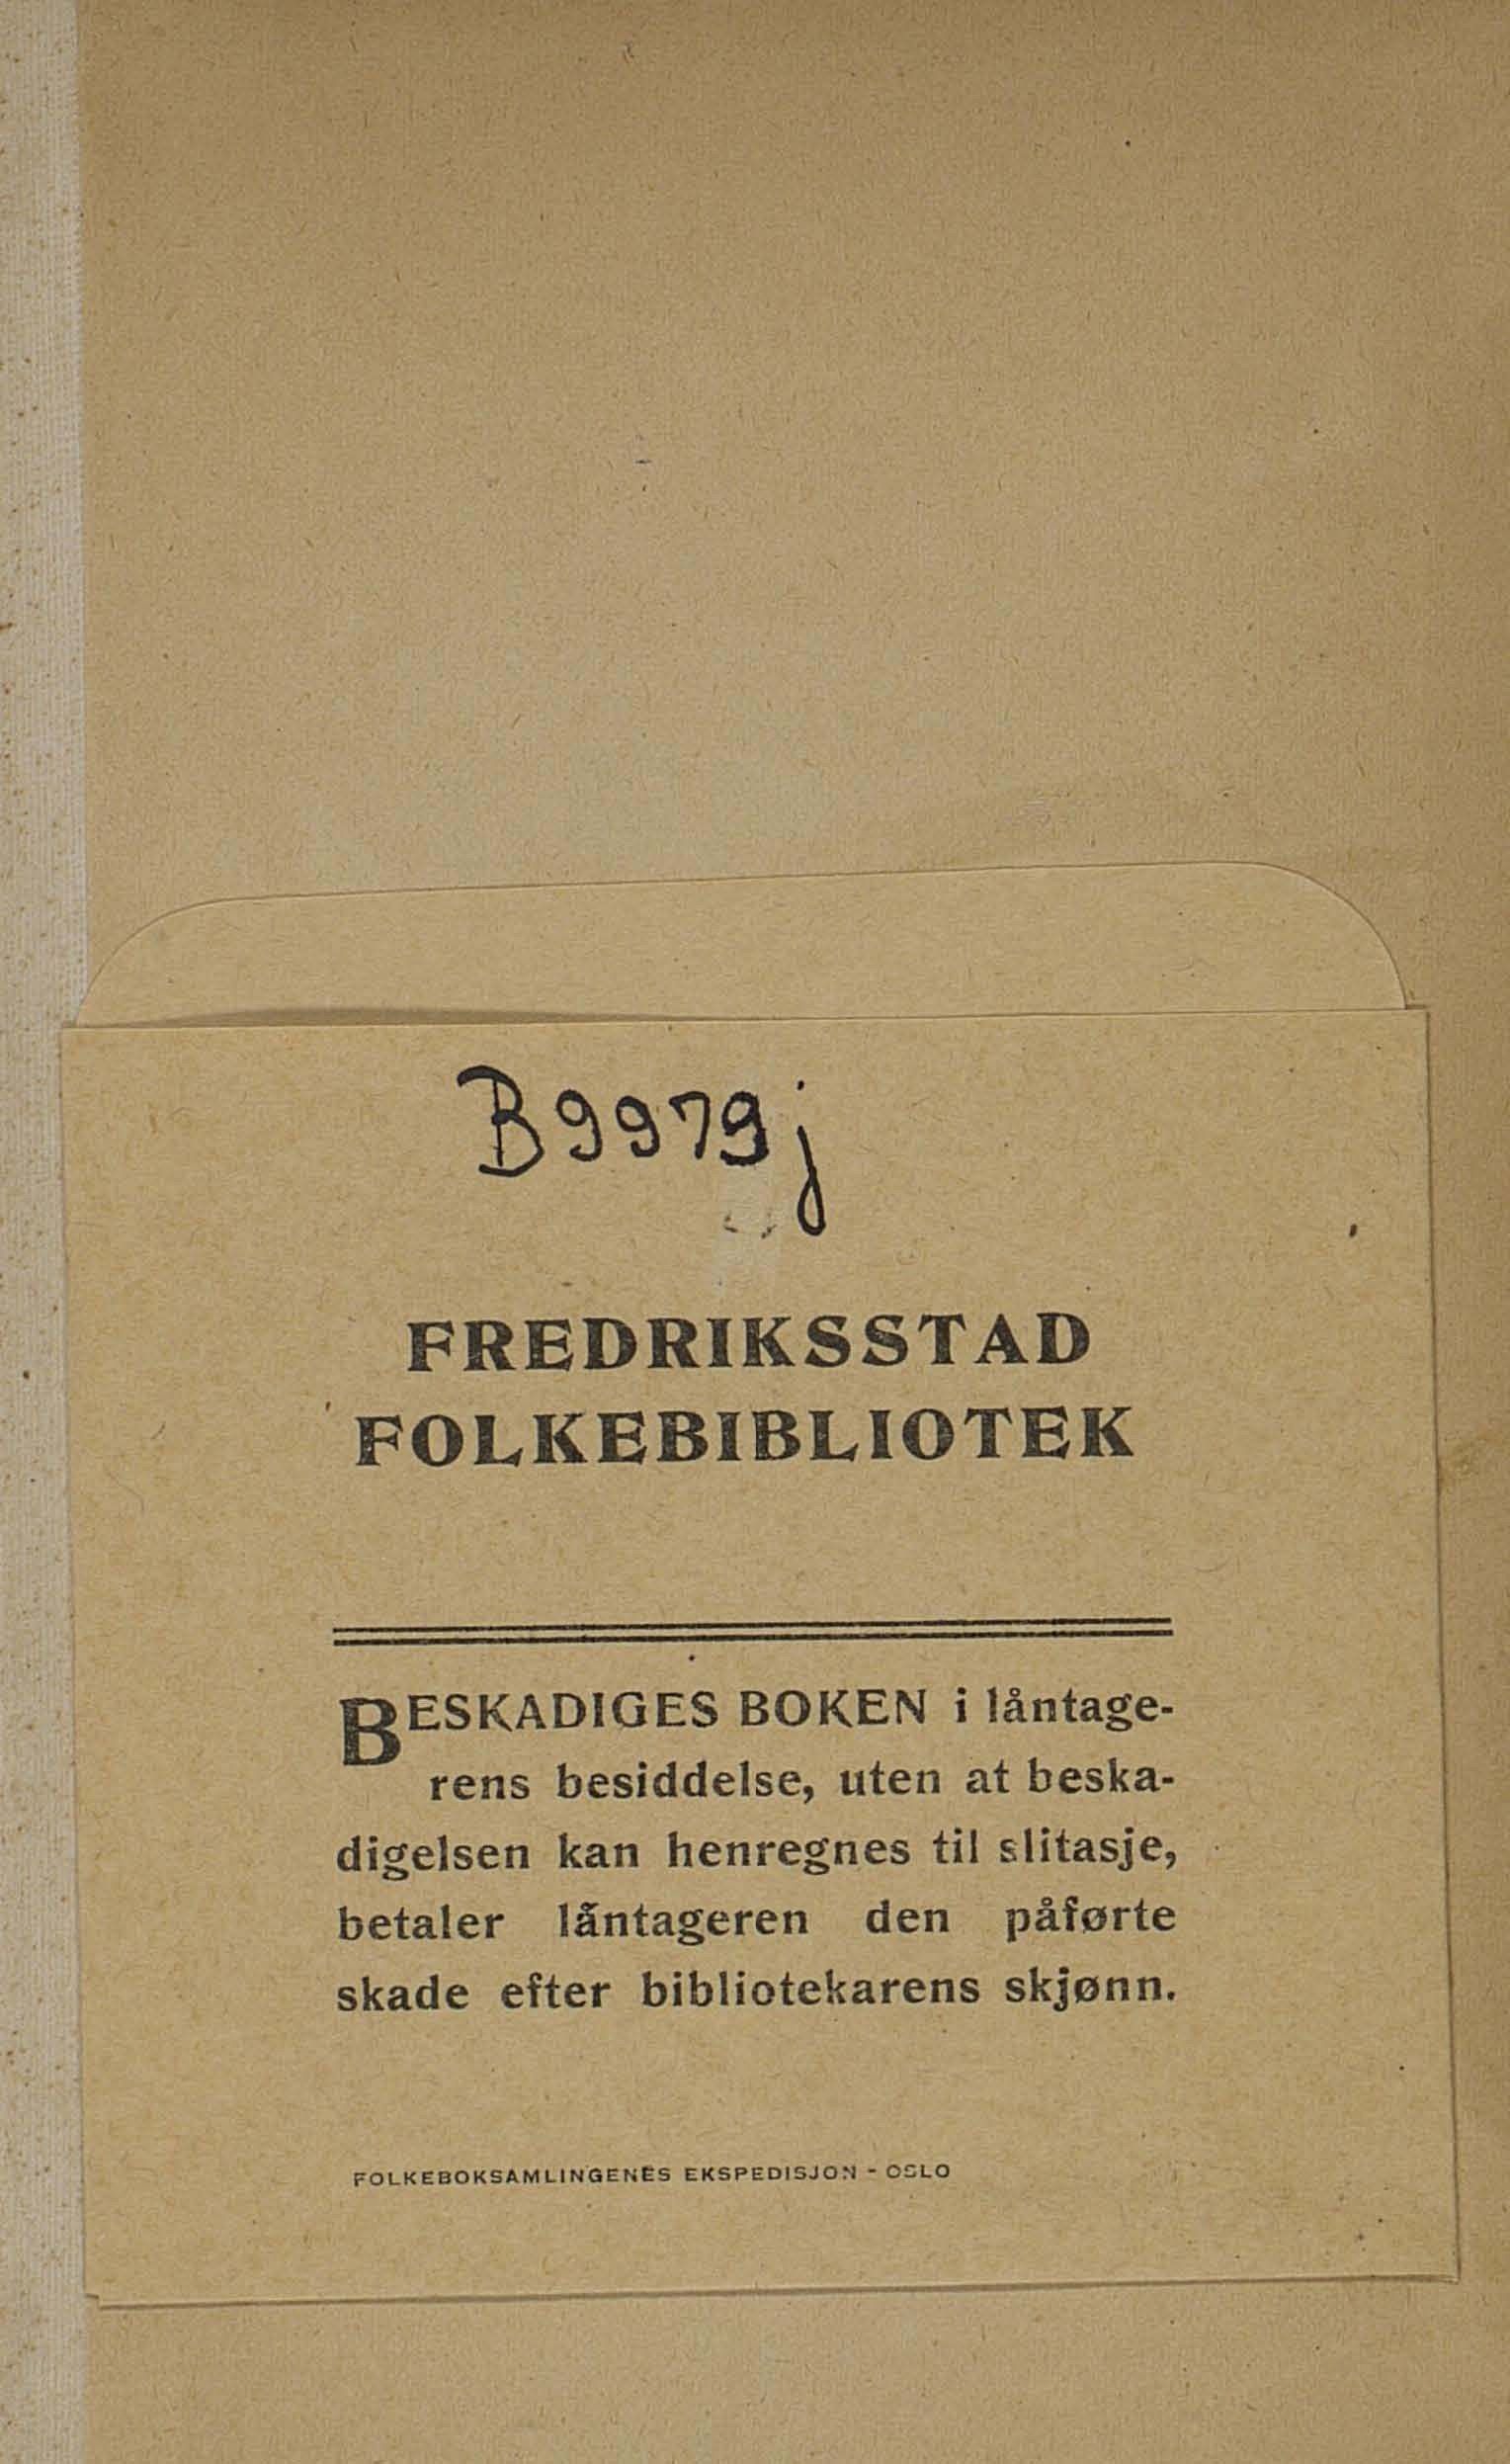 B9979j
FREDRIKSSTAD
FOLKEBIBLIOTEK
BESKADIGES BOKEN i låntage-
rens besiddelse, uten at beska-
digelsen kan henregnes til slitasje,
betaler låntageren den påførte
skade efter bibliotekarens skjønn.
FOLKEBOKSAMLINGENES EKSPEDISJON - OSLO